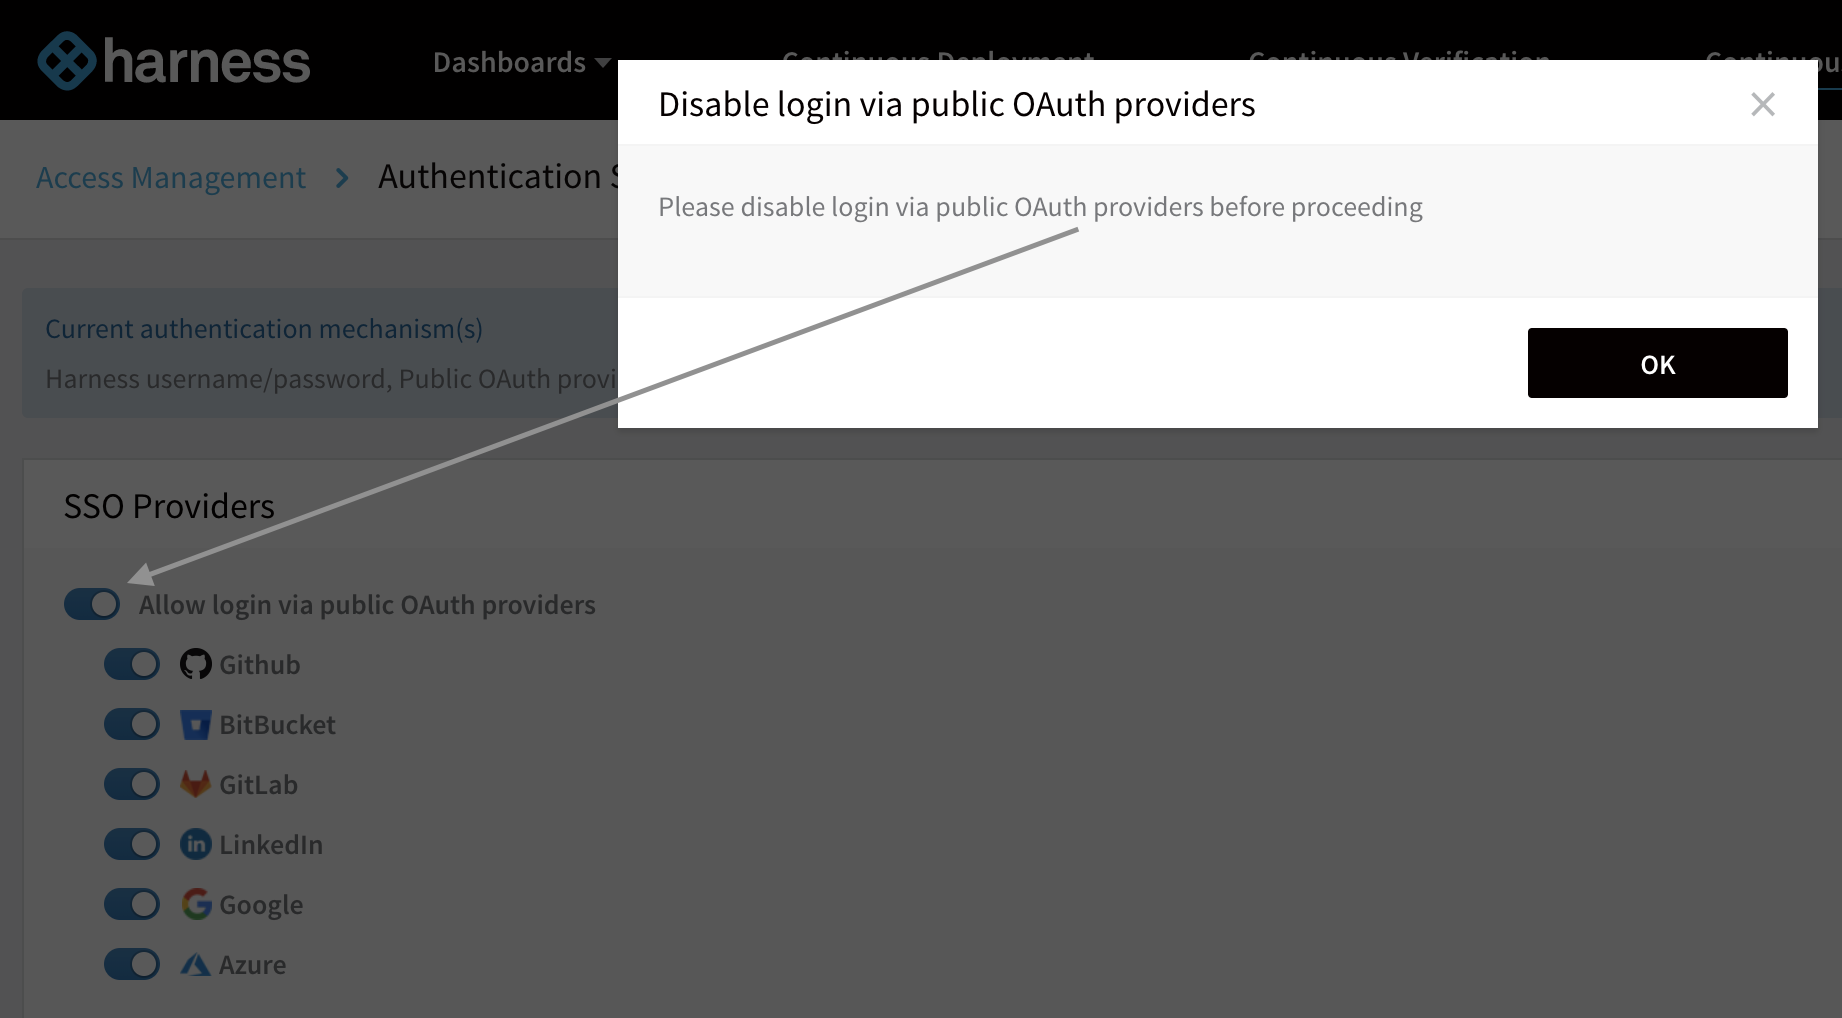 harness
Dashboards
Continuous Deployment
Continuous Verification
Disable login via public OAuth providers
Access Management
Authentication
Please disable login via public OAuth providers before proceeding
Current authentication mechanism(s)
Harness username/password, Public OAuth
OK
SSO Providers
Allow login via public OAuth providers
Github
BitBucket
GitLab
in LinkedIn
Google
Azure